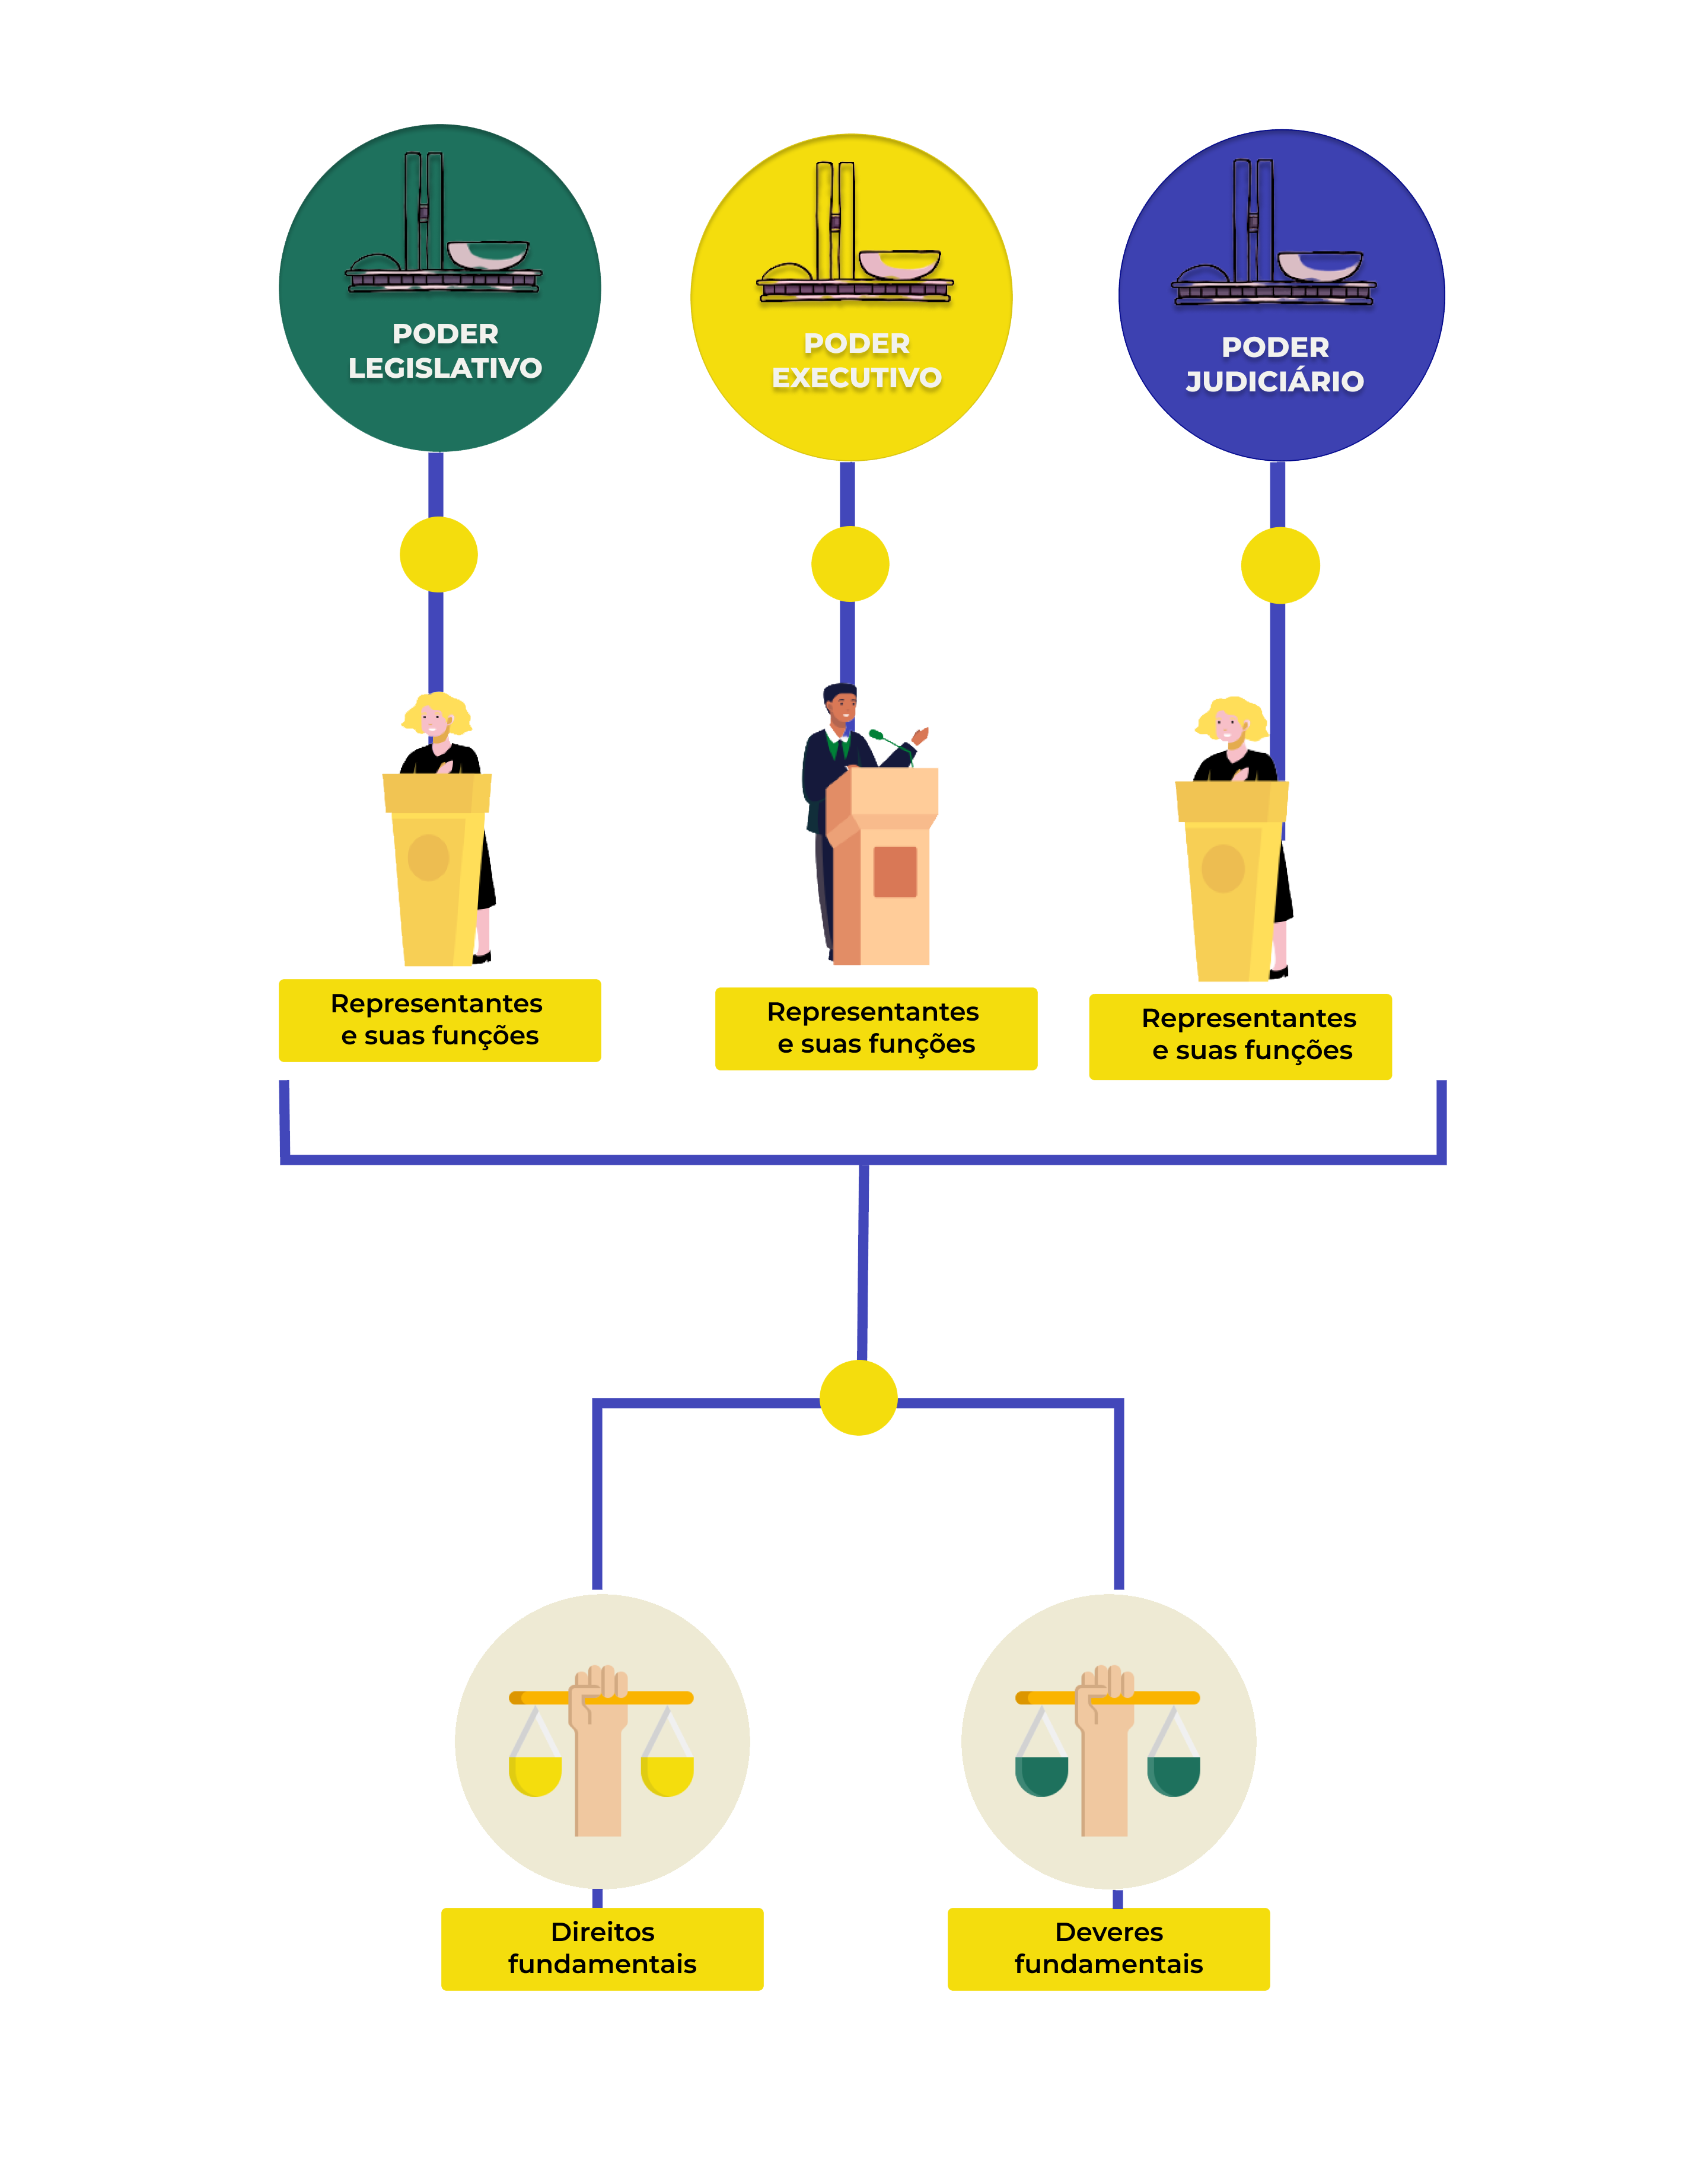 PODER
LEGISLATIVO
PODER
EXECUTIVO
PODER
JUDICIÁRIO
Representantes
e suas funções
Representantes
e suas funções
Representantes
e suas funções
Direitos
fundamentais
Deveres
fundamentais